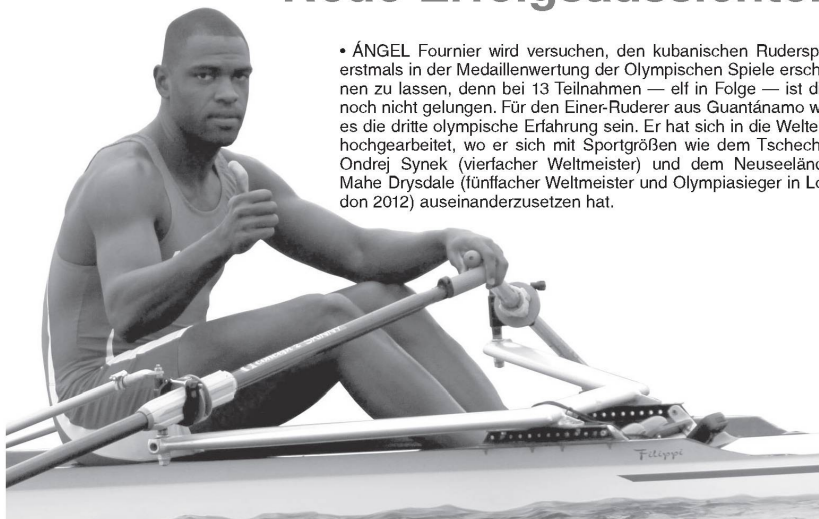 • ÁNGEL Fournier wird versuchen, den kubanischen Rudersp
erstmals in der Medaillenwertung der Olympischen Spiele ersch
nen zu lassen, denn bei 13 Teilnahmen — elf in Folge — ist d
noch nicht gelungen. Für den Einer-Ruderer aus Guantánamo w
es die dritte olympische Erfahrung sein. Er hat sich in die Welte
hochgearbeitet, wo er sich mit Sportgrößen wie dem Tschech
Ondrej Synek (vierfacher Weltmeister) und dem Neuseeländ
Mahe Drysdale (fünffacher Weltmeister und Olympiasieger in Lo
don 2012) auseinanderzusetzen hat.
Filippi